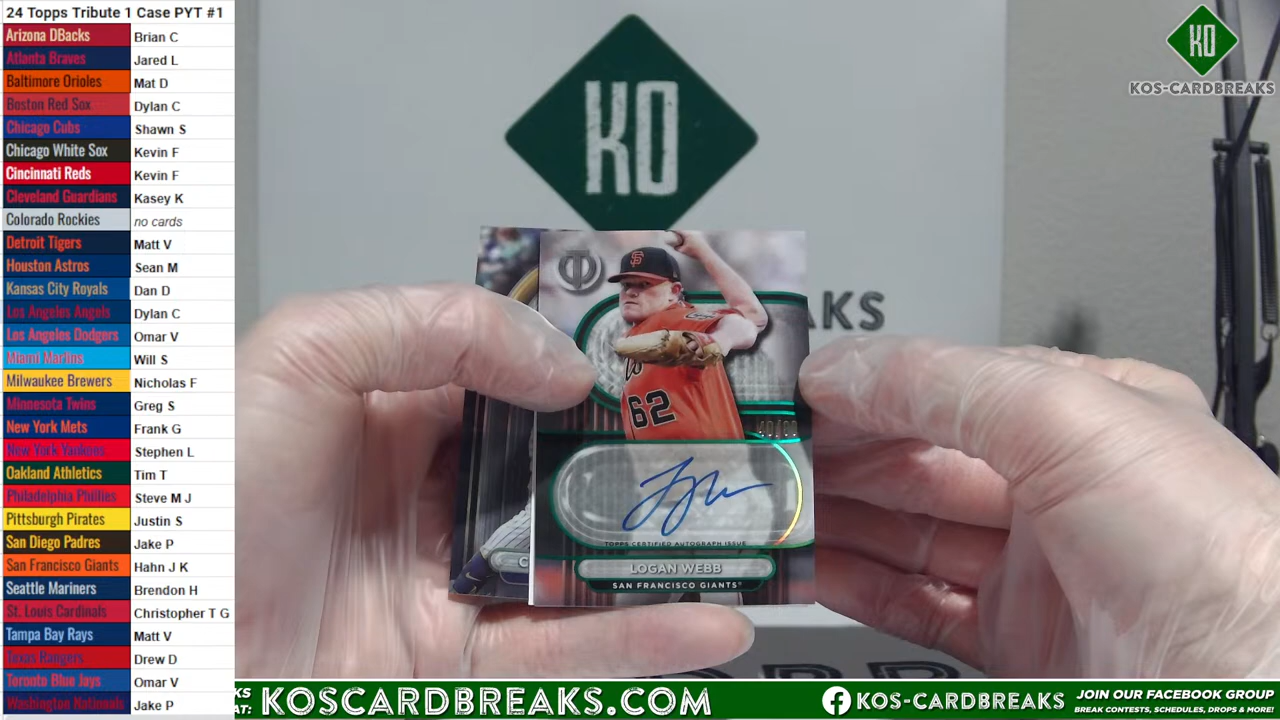 24 Topps Tribute 1 Case PYT #1
Arizona DBacks Brian C
Atlanta Braves Jared L
Baltimore Orioles Mat D
Boston Red Sox Dylan C
Chicago Cubs Shawn S
Chicago White Sox Kevin F
Cincinnati Reds Kevin F
Cleveland Guardians Kasey K
Colorado Rockies no cards
Detroit Tigers Matt V
Houston Astros Sean M
Kansas City Royals Dan D
Los Angeles Angels Dylan C
Los Angeles Dodgers Omar V
Miami Marlins Will S
Milwaukee Brewers Nicholas F
Minnesota Twins Greg S
New York Mets Frank G
New York Yankees Stephen L
Oakland Athletics Tim T
Philadelphia Phillies Steve M J
Pittsburgh Pirates Justin S
San Diego Padres Jake P
San Francisco Giants Hahn J K
Seattle Mariners Brendon H
St. Louis Cardinals Christopher T G
Tampa Bay Rays Matt V
Texas Rangers Drew D
Toronto Blue Jays Omar V
Washington Nationals Jake P
KO
KO
KOS-CARDBREAKS
AKS
SF
62
TOPPS CERTIFIED AUTOGRAPH ISSUE
LOGAN WEBB
SAN FRANCISCO GIANTS
C
KS
AT:
KOSCARDBREAKS.COM
KOS-CARDBREAKS
JOIN OUR FACEBOOK GROUP
BREAK CONTESTS, SCHEDULES, DROPS & MORE!